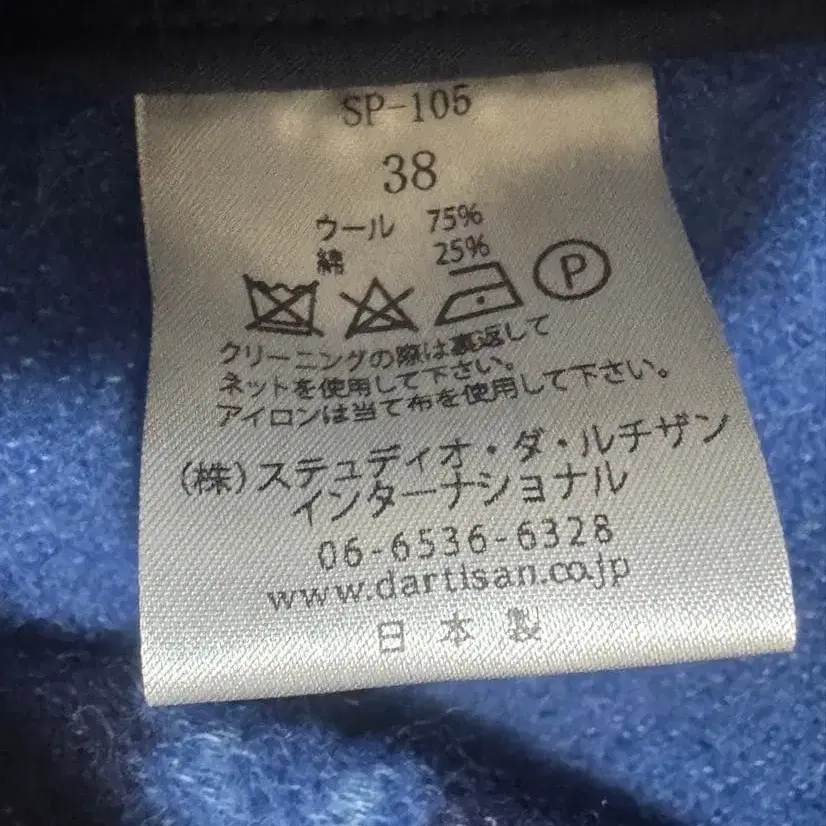 SP-105
38
ウール 75%
綿 25%
P
クリーニングの際は裏返して
ネットを使用して下さい。
アイロンは当て布を使用して下さい。
(株)ステュディオ・ダ・ルチザン
インターナショナル
06-6536-6328
www.dartisan.co.jp
日本製